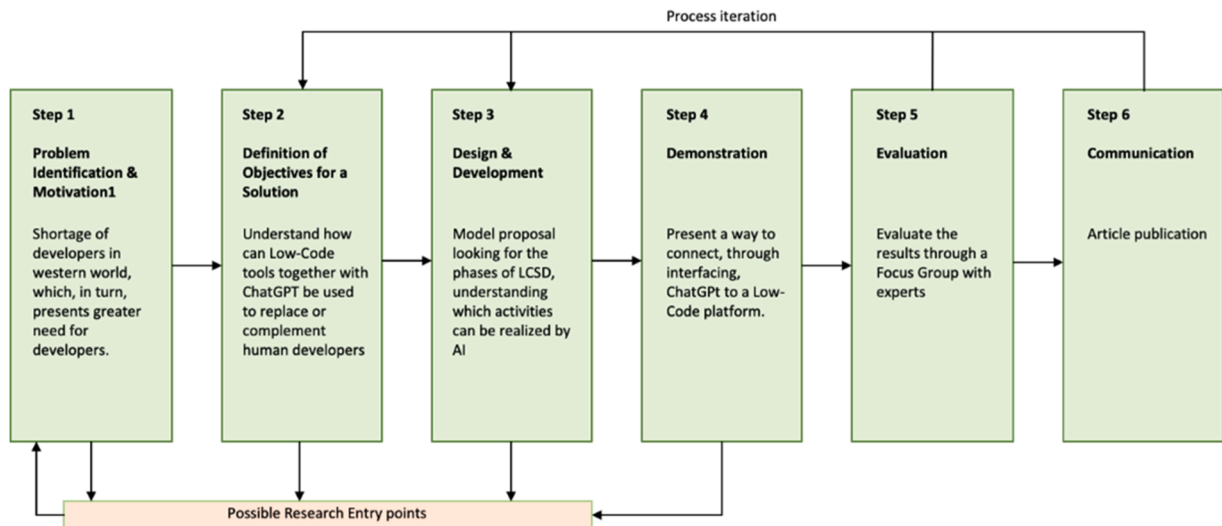 Process iteration
Step 1
Problem
Identification &
Motivation1
Shortage of
developers in
western world,
which, in turn,
presents greater
need for
developers.
Step 2
Definition of
Objectives for a
Solution
Understand how
can Low-Code
tools together with
ChatGPT be used
to replace or
complement
human developers
Step 3
Design &
Development
Model proposal
looking for the
phases of LCSD,
understanding
which activities
can be realized by
AI
Step 4
Demonstration
Present a way to
connect, through
interfacing,
ChatGPt to a Low-
Code platform.
Step 5
Evaluation
Evaluate the
results through a
Focus Group with
experts
Step 6
Communication
Article publication
Possible Research Entry points